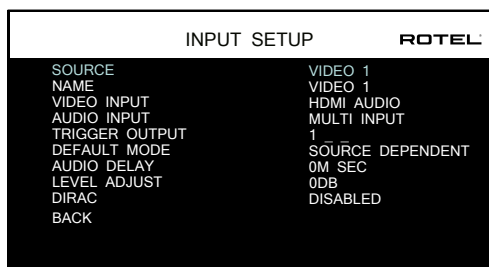 INPUT SETUP ROTEL
SOURCE VIDEO 1
NAME VIDEO 1
VIDEO INPUT HDMI AUDIO
AUDIO INPUT MULTI INPUT
TRIGGER OUTPUT 1 _ _
DEFAULT MODE SOURCE DEPENDENT
AUDIO DELAY 0M SEC
LEVEL ADJUST 0DB
DIRAC DISABLED
BACK